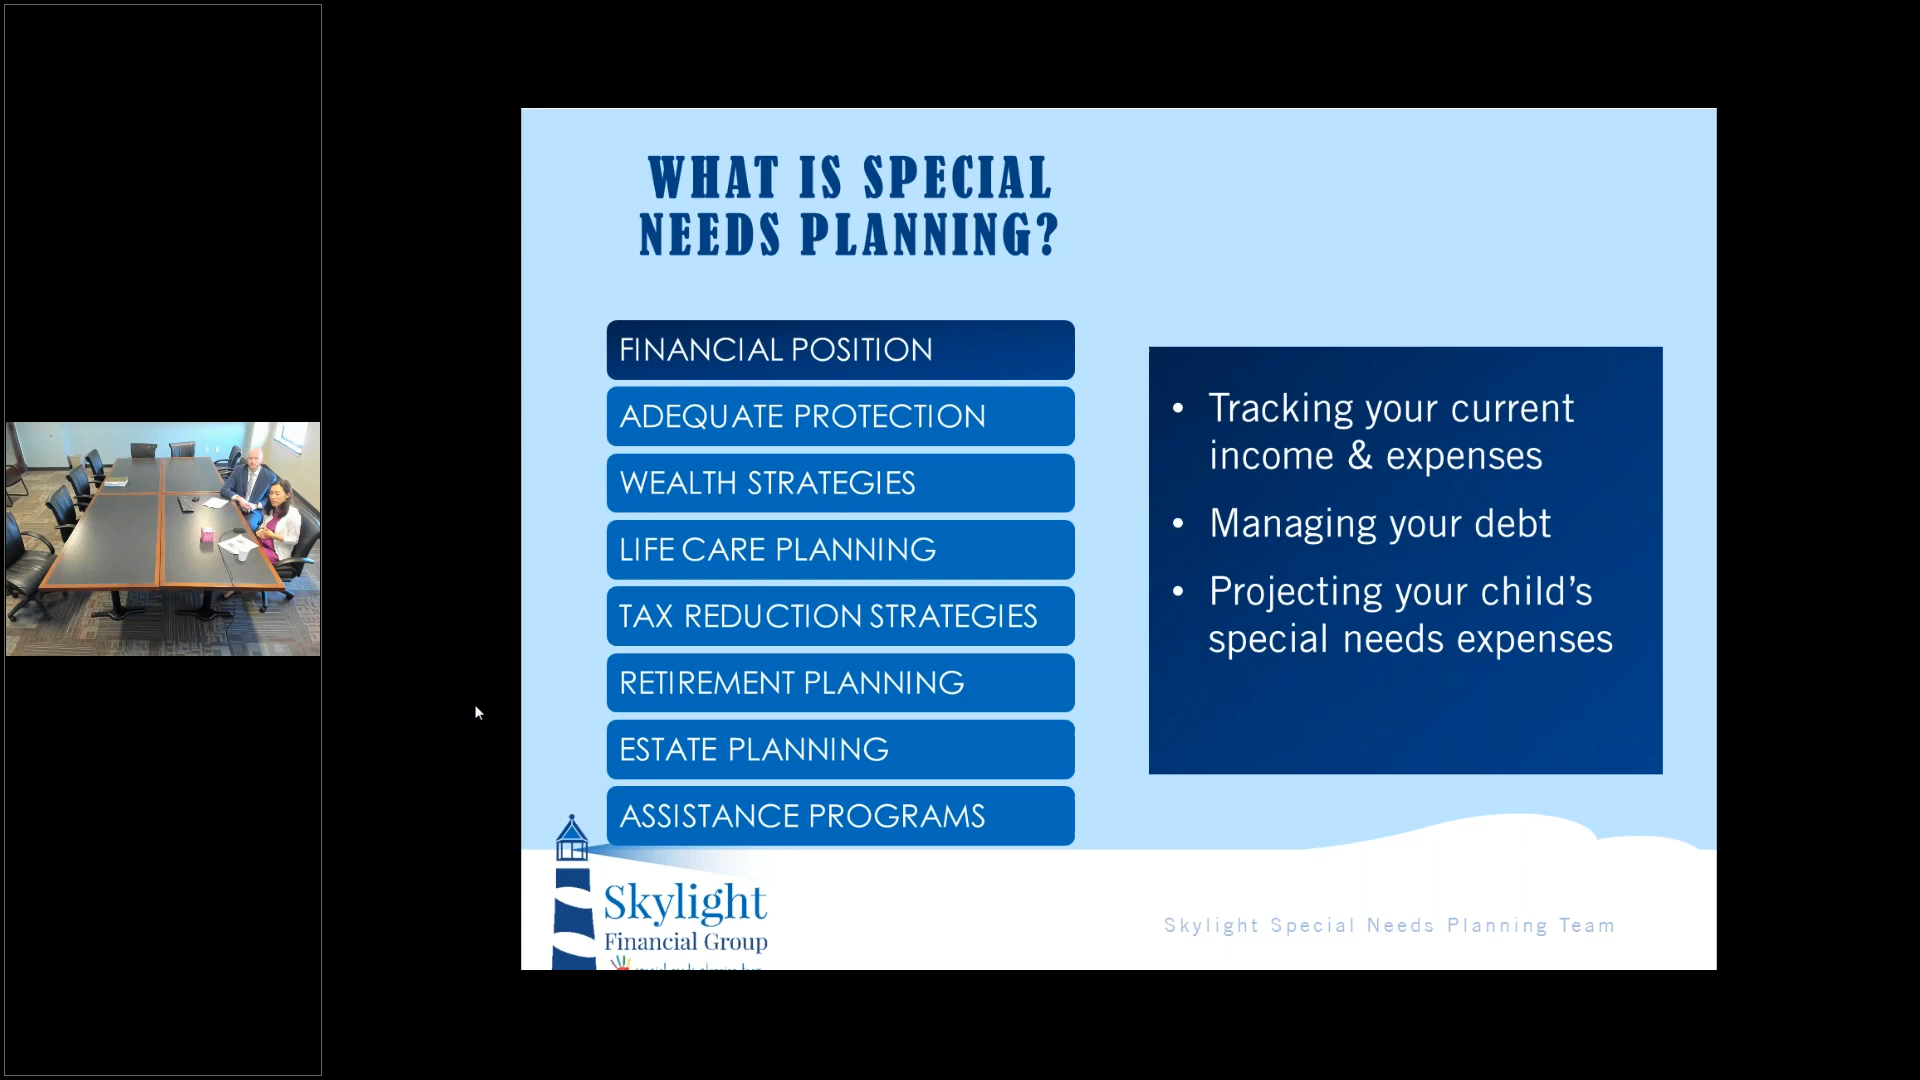 WHAT IS SPECIAL
NEEDS PLANNING?
FINANCIAL POSITION
ADEQUATE PROTECTION
WEALTH STRATEGIES
LIFE CARE PLANNING
TAX REDUCTION STRATEGIES
RETIREMENT PLANNING
ESTATE PLANNING
ASSISTANCE PROGRAMS
• Tracking your current
income & expenses
• Managing your debt
• Projecting your child’s
special needs expenses
Skylight
Financial Group
Skylight Special Needs Planning Team